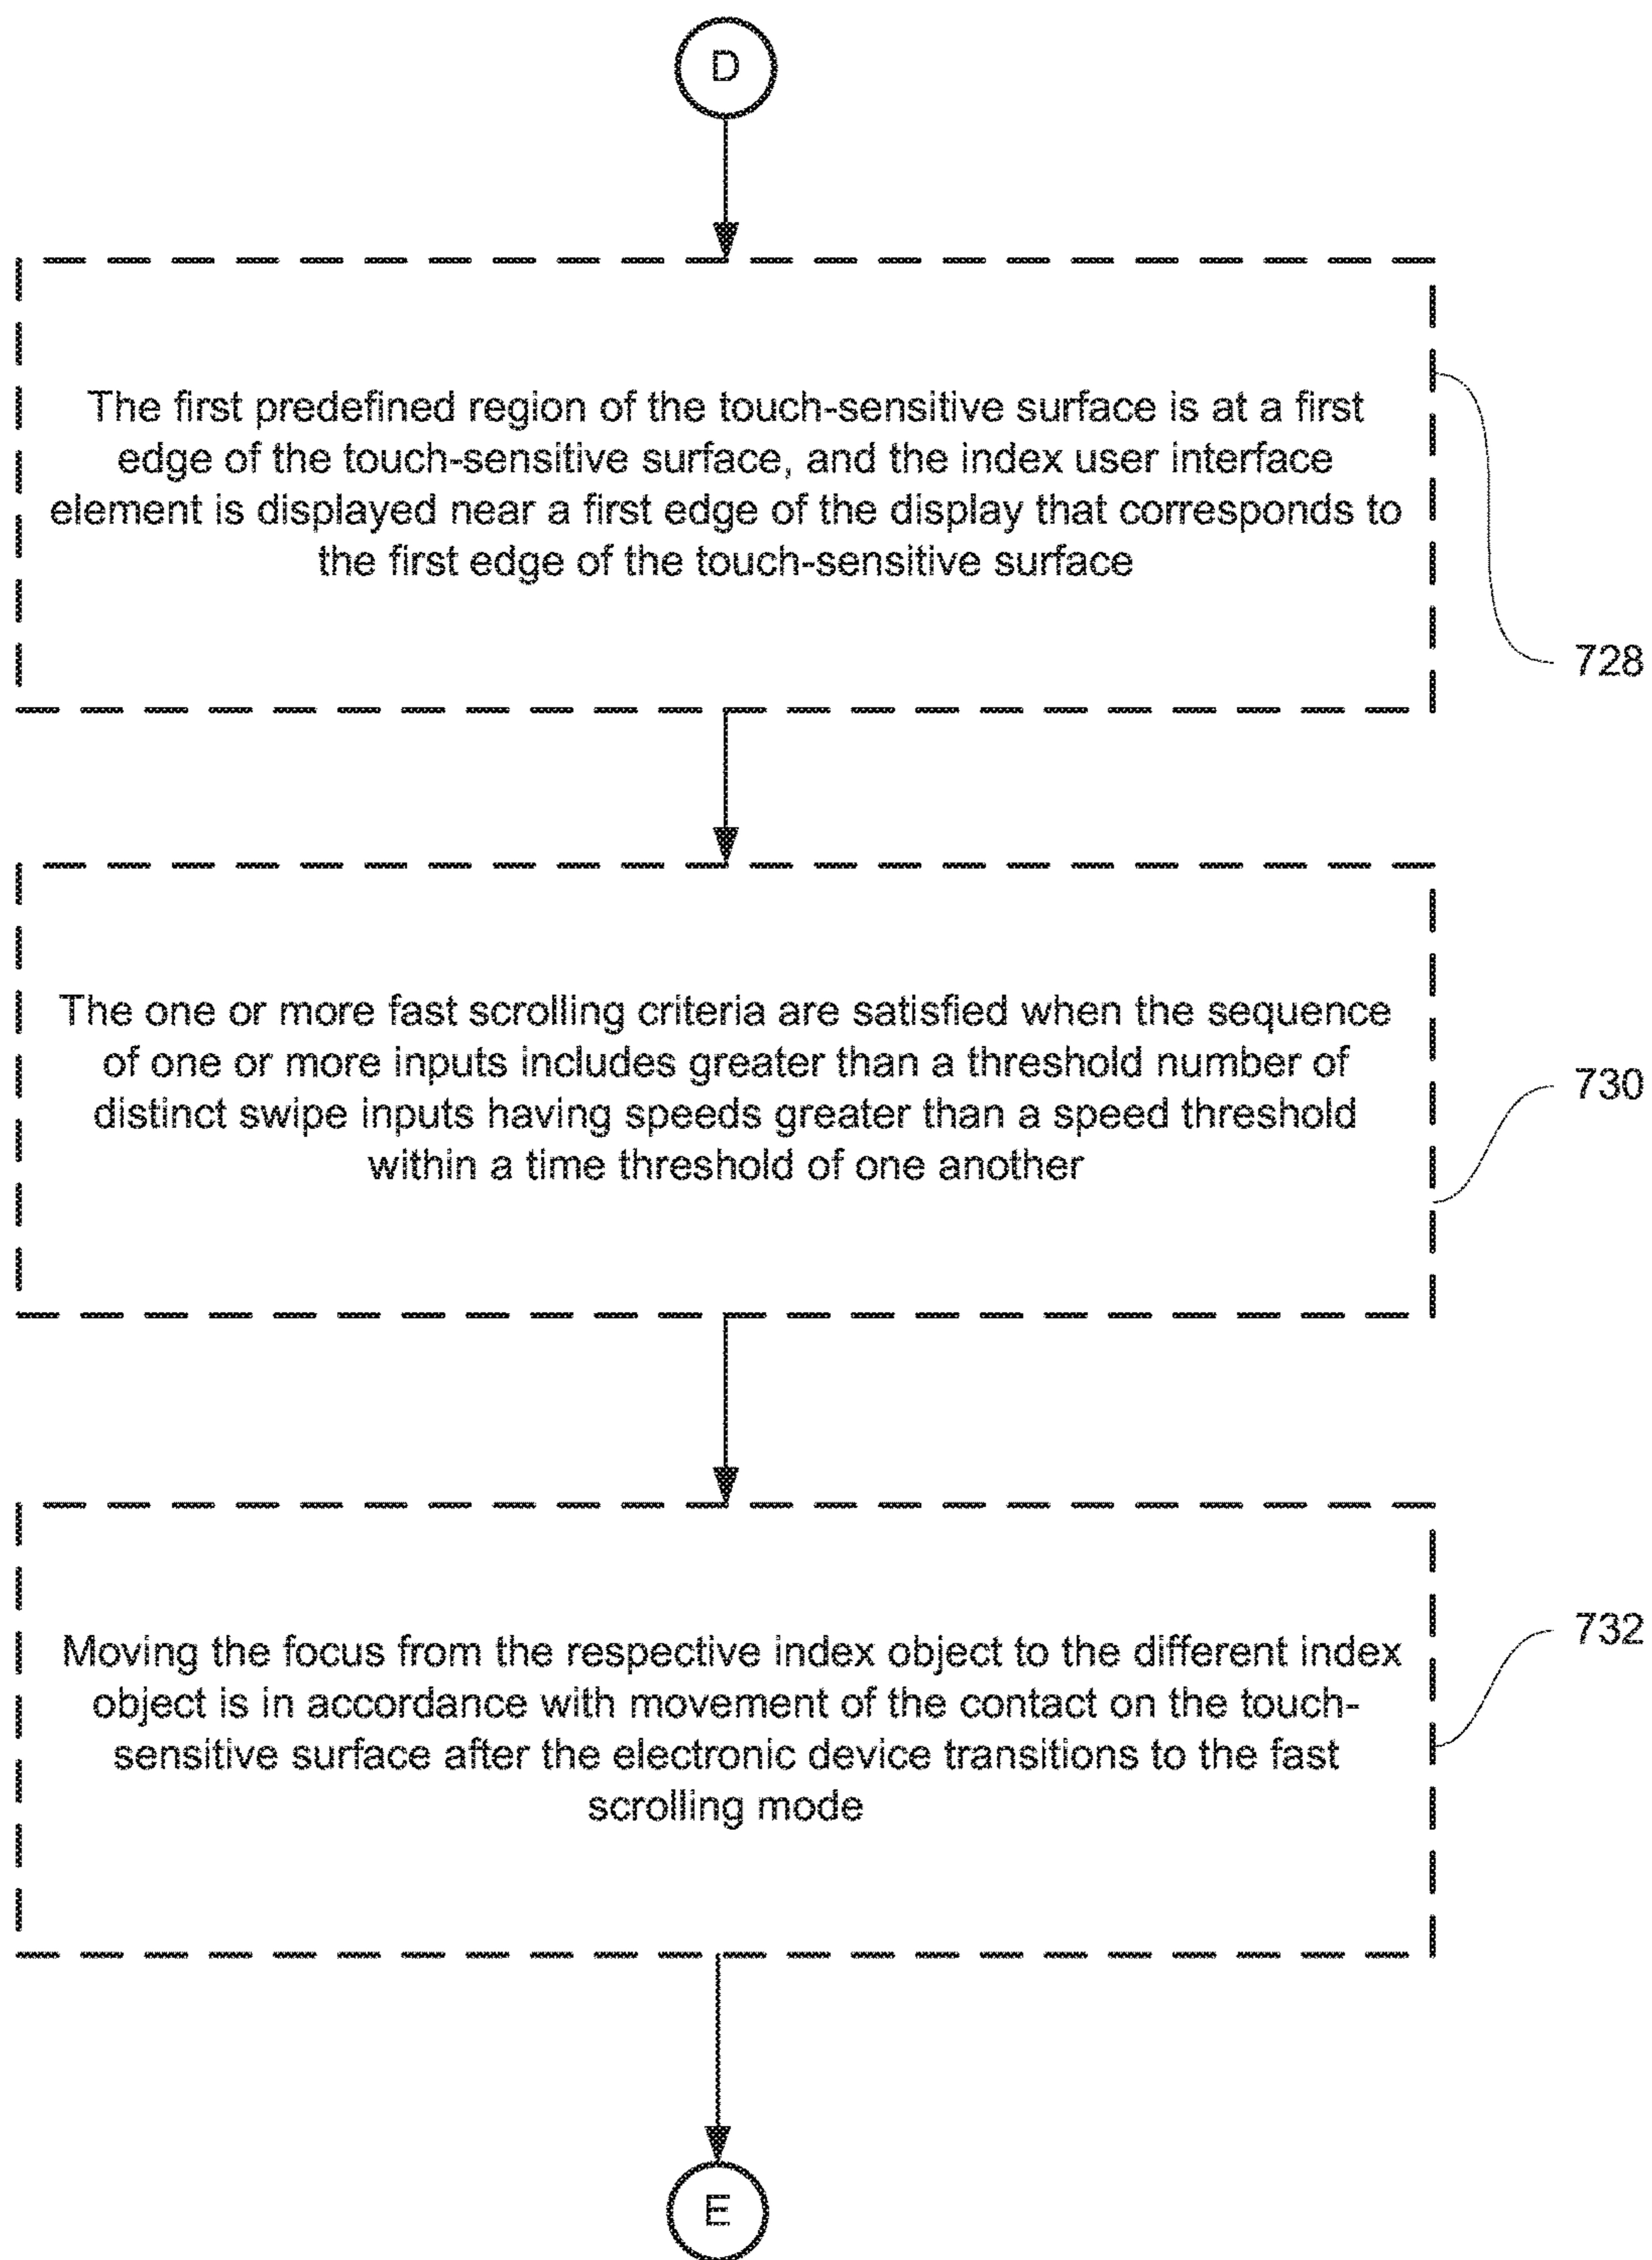 D
The first predefined region of the touch-sensitive surface is at a first
edge of the touch-sensitive surface, and the index user interface
element is displayed near a first edge of the display that corresponds to
the first edge of the touch-sensitive surface
728
The one or more fast scrolling criteria are satisfied when the sequence
of one or more inputs includes greater than a threshold number of
distinct swipe inputs having speeds greater than a speed threshold
within a time threshold of one another
730
Moving the focus from the respective index object to the different index
object is in accordance with movement of the contact on the touch-
sensitive surface after the electronic device transitions to the fast
scrolling mode
732
E